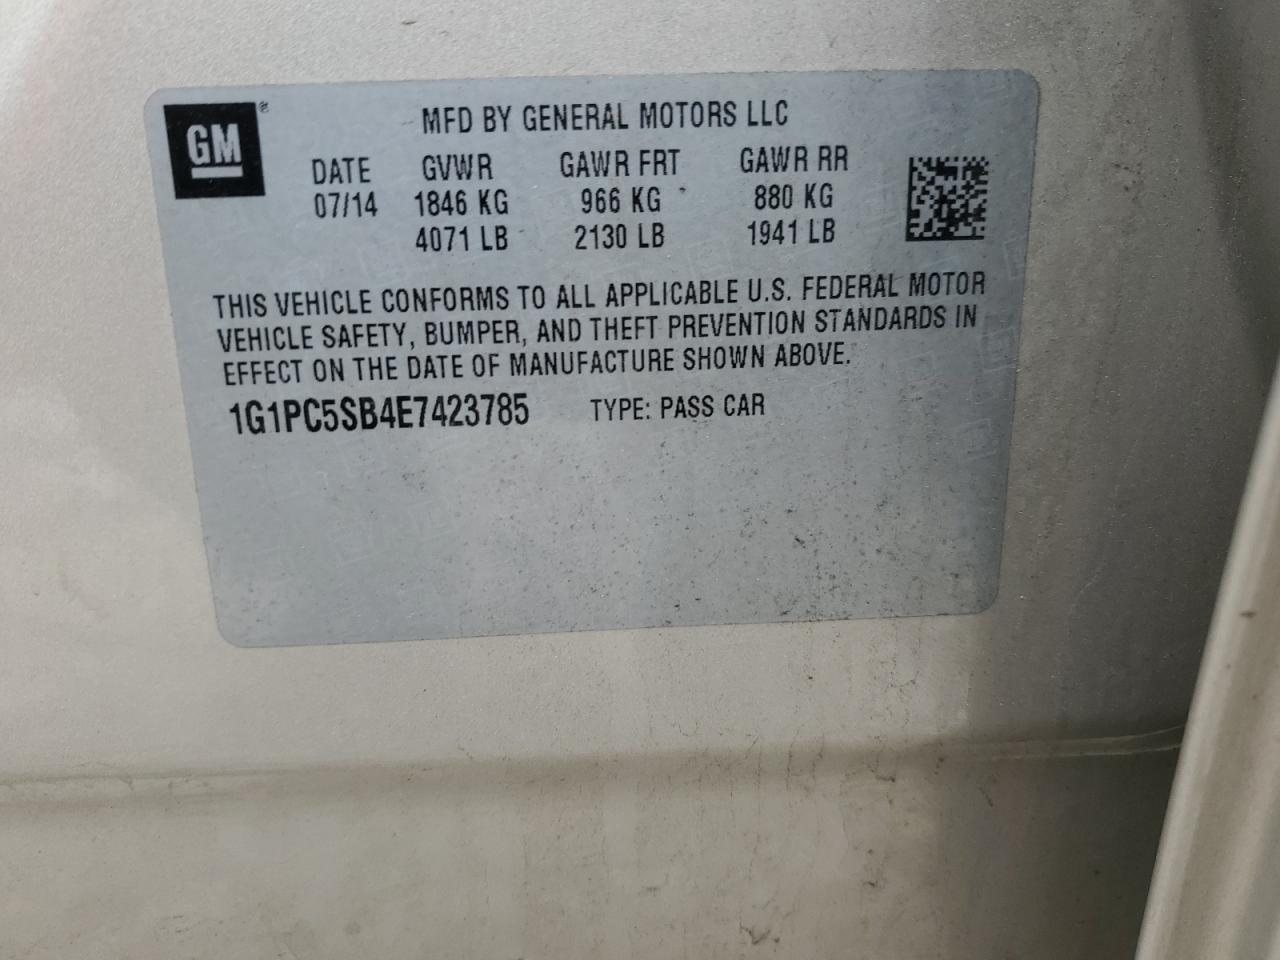 GM ®
MFD BY GENERAL MOTORS LLC
DATE GVWR GAWR FRT GAWR RR
07/14 1846 KG 966 KG 880 KG
4071 LB 2130 LB 1941 LB
THIS VEHICLE CONFORMS TO ALL APPLICABLE U.S. FEDERAL MOTOR
VEHICLE SAFETY, BUMPER, AND THEFT PREVENTION STANDARDS IN
EFFECT ON THE DATE OF MANUFACTURE SHOWN ABOVE.
1G1PC5SB4E7423785 TYPE: PASS CAR